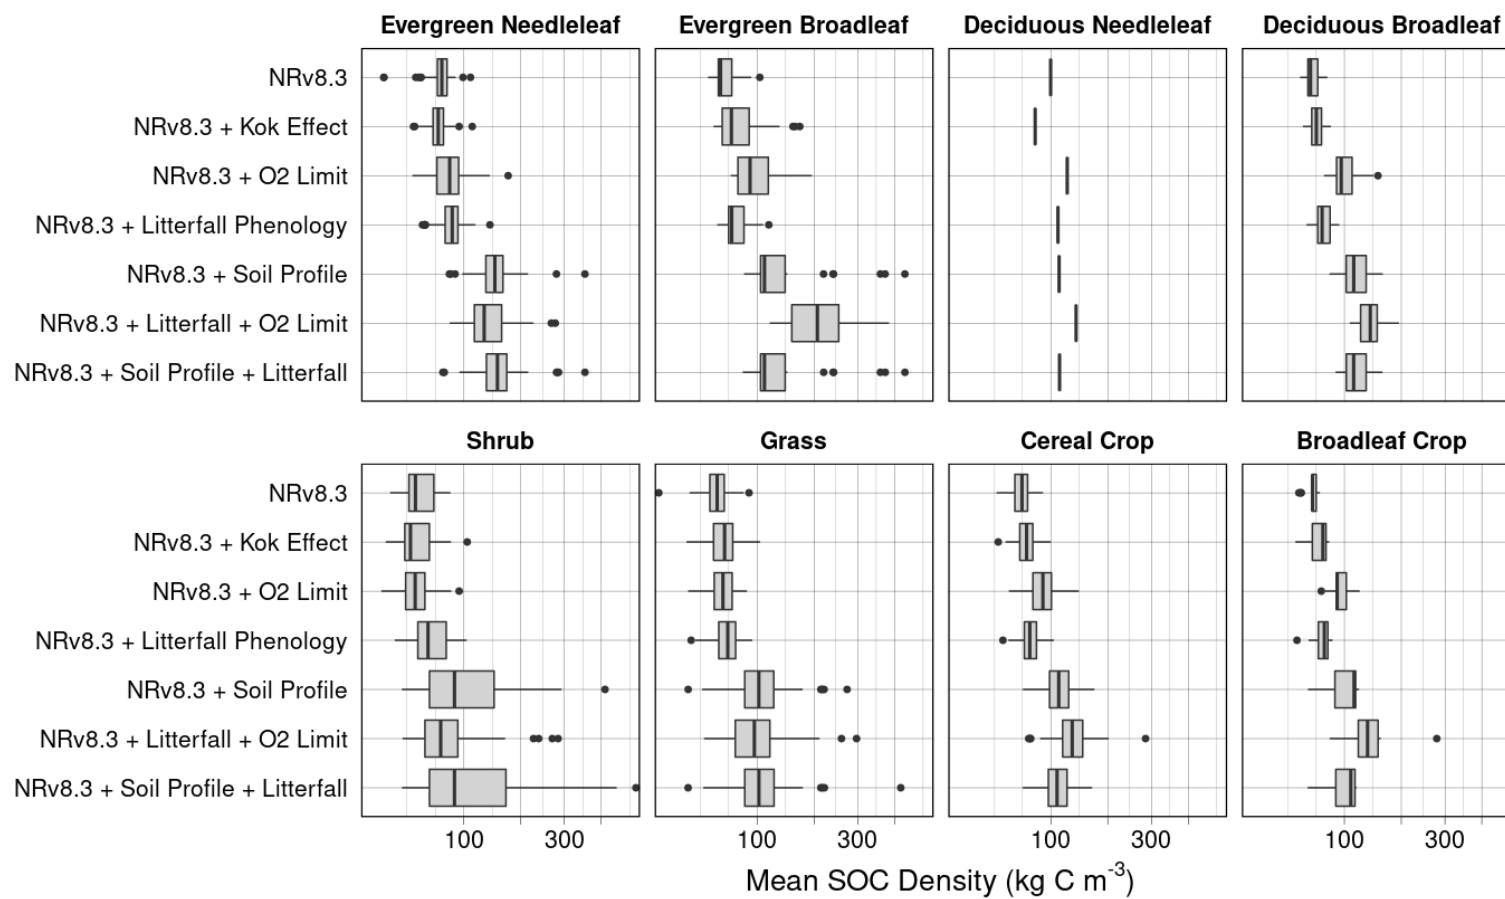 Evergreen Needleleaf Evergreen Broadleaf Deciduous Needleleaf Deciduous Broadleaf
NRv8.3
NRv8.3 + Kok Effect
NRv8.3 + O2 Limit
NRv8.3 + Litterfall Phenology
NRv8.3 + Soil Profile
NRv8.3 + Litterfall + O2 Limit
NRv8.3 + Soil Profile + Litterfall
Shrub Grass Cereal Crop Broadleaf Crop
NRv8.3
NRv8.3 + Kok Effect
NRv8.3 + O2 Limit
NRv8.3 + Litterfall Phenology
NRv8.3 + Soil Profile
NRv8.3 + Litterfall + O2 Limit
NRv8.3 + Soil Profile + Litterfall
100 300 100 300 100 300 100 300
Mean SOC Density (kg C m⁻³)